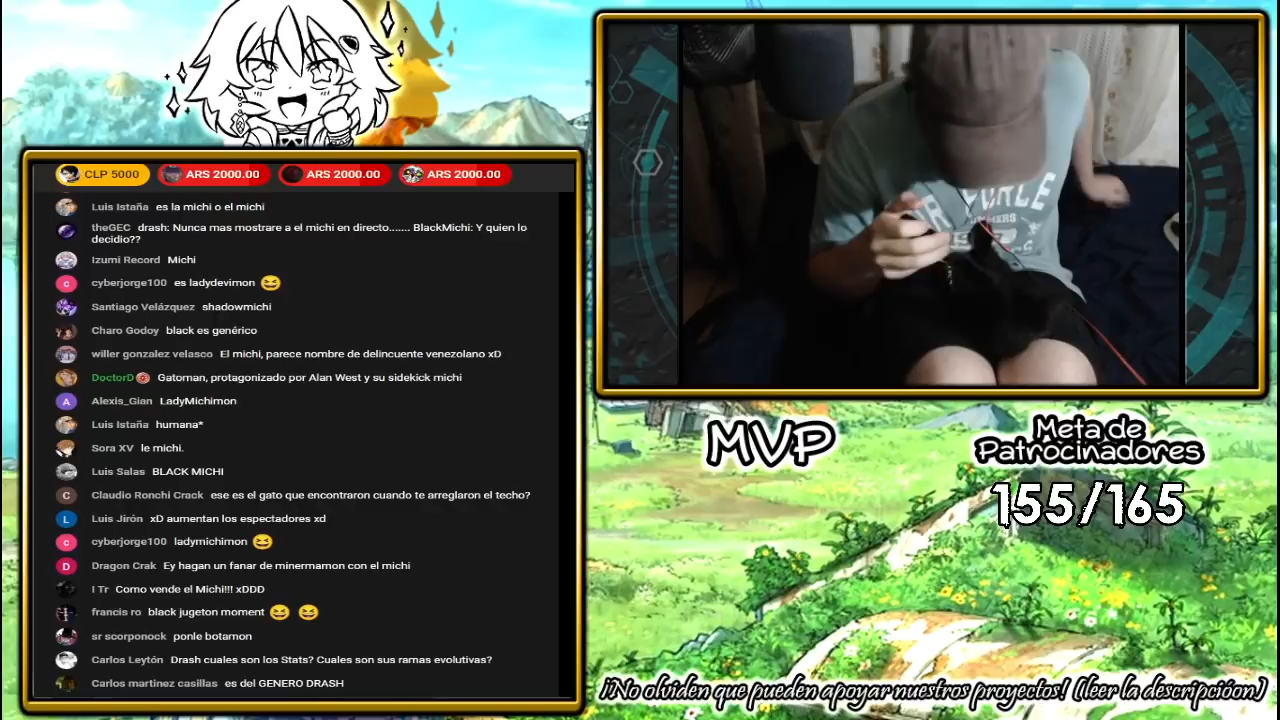 CLP 5000
ARS 2000.00
ARS 2000.00
ARS 2000.00
Luis Istaña es la michi o el michi
theGEC drash: Nunca mas mostrare a el michi en directo....... BlackMichi: Y quien lo
decidio??
Izumi Record Michi
cyberjorge100 es ladydevimon 😆
Santiago Velázquez shadowmichi
Charo Godoy black es genérico
willer gonzalez velasco El michi, parece nombre de delincuente venezolano xD
DoctorD Gatoman, protagonizado por Alan West y su sidekick michi
Alexis_Gian LadyMichimon
Luis Istaña humana*
Sora XV le michi.
Luis Salas BLACK MICHI
Claudio Ronchi Crack ese es el gato que encontraron cuando te arreglaron el techo?
Luis Jirón xD aumentan los espectadores xd
cyberjorge100 ladymichimon 😆
Dragon Crak Ey hagan un fanar de minermamon con el michi
I Tr Como vende el Michi!!! xDDD
francis ro black jugeton moment 😆 😆
sr scorponock ponle botamon
Carlos Leytón Drash cuales son los Stats? Cuales son sus ramas evolutivas?
Carlos martinez casillas es del GENERO DRASH
MVP
Meta de
Patrocinadores
155/165
¡No olviden que pueden apoyar nuestros proyectos! (leer la descripcióon)